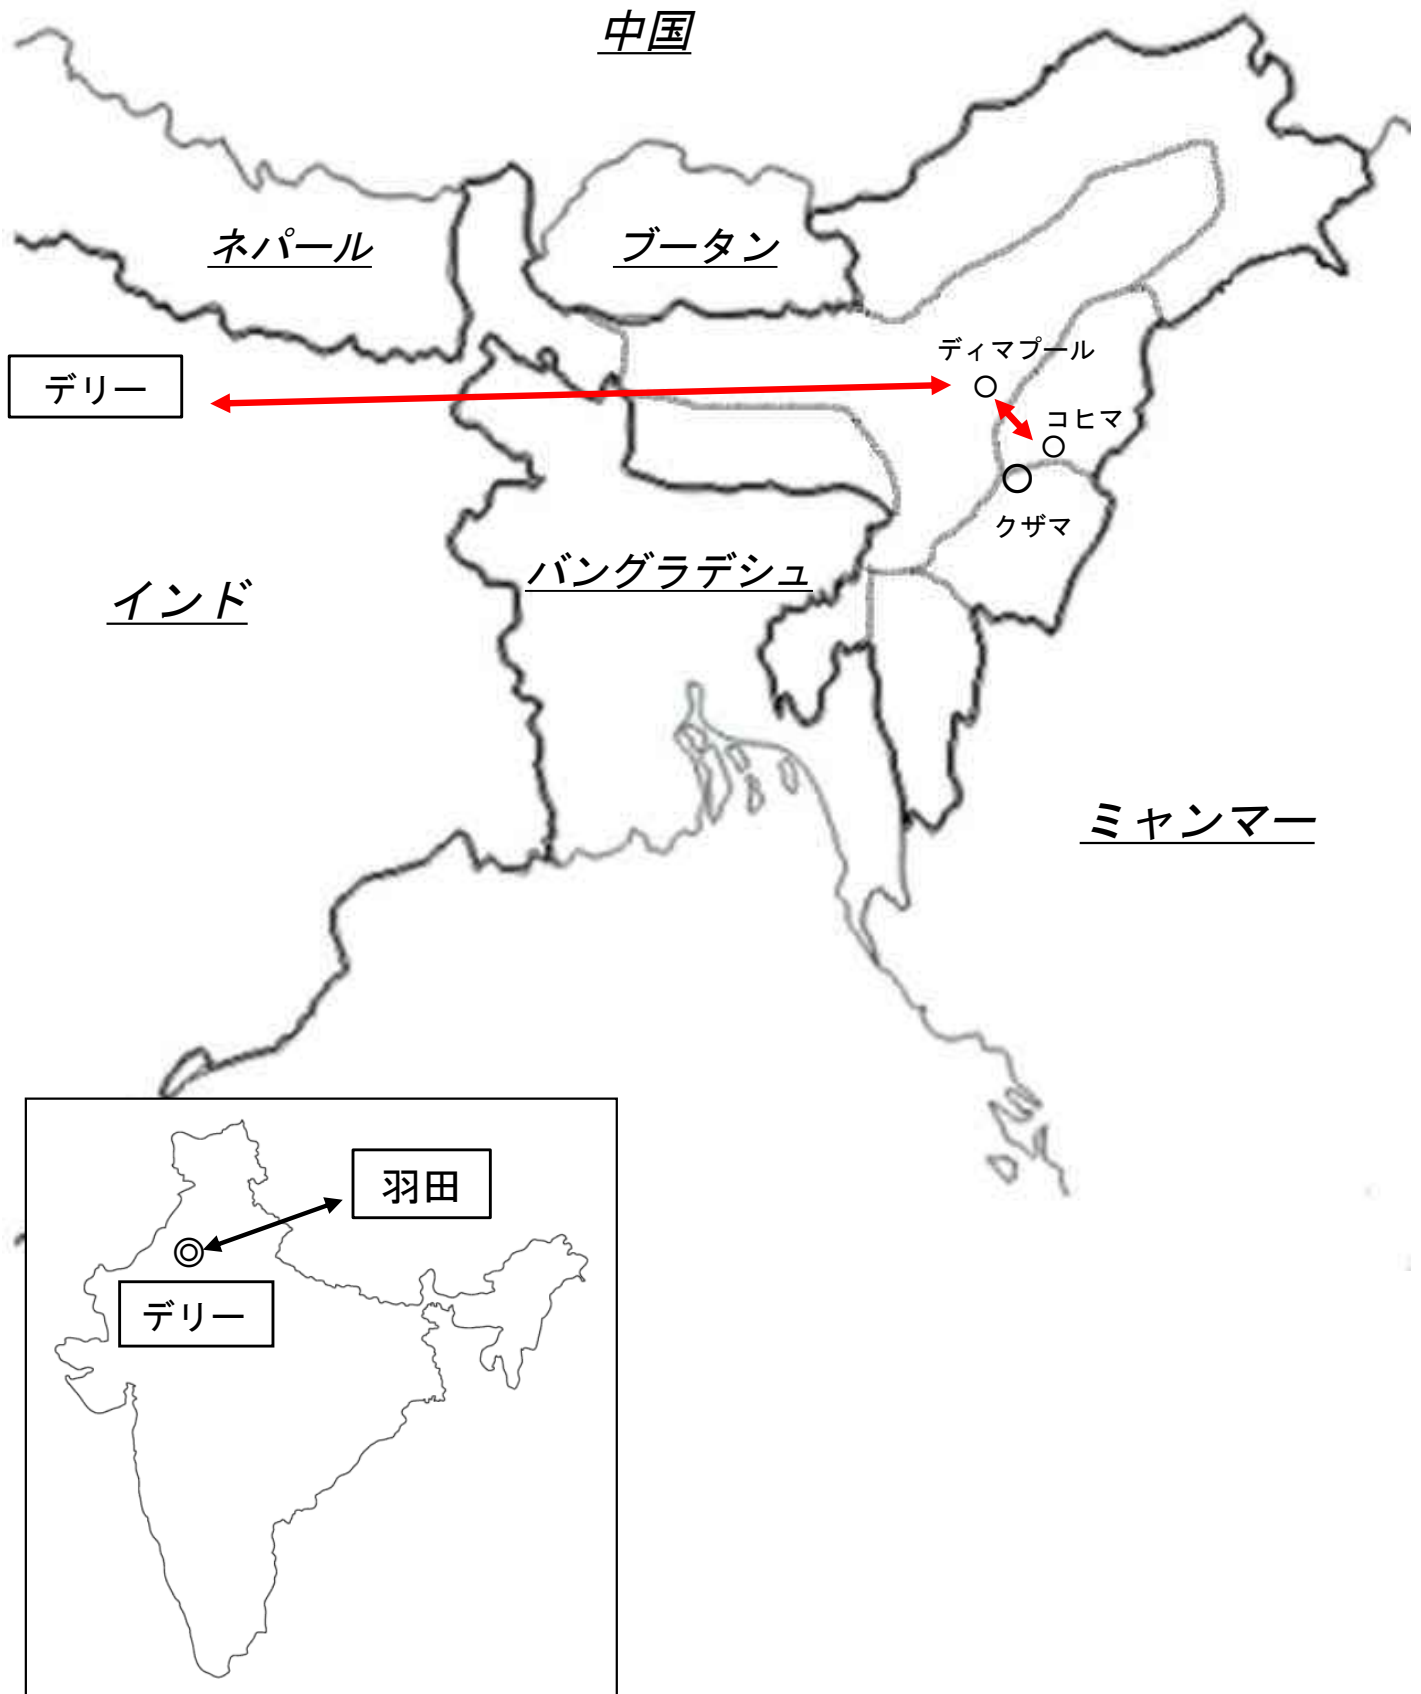 中国
ネパール
ブータン
ディマプール
デリー
コヒマ
クザマ
バングラデシュ
インド
ミャンマー
羽田
デリー